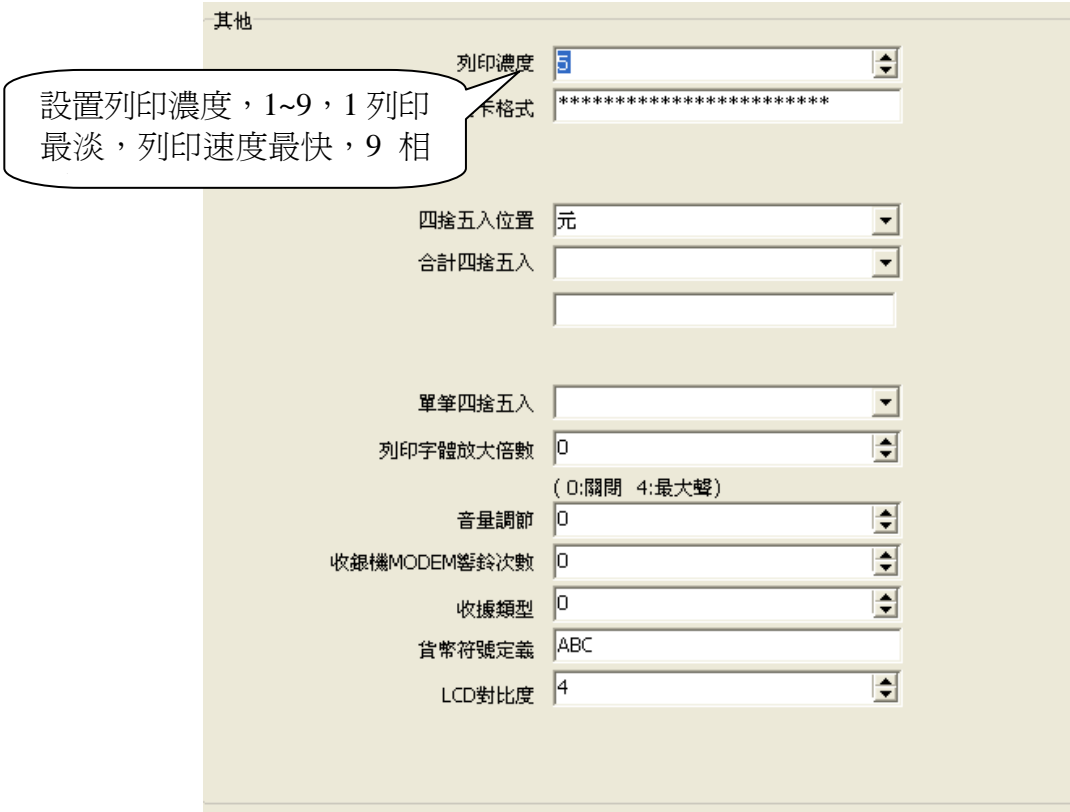 其他
列印濃度 5
設置列印濃度，1~9，1 列印
最淡，列印速度最快，9 相
卡格式 ************************
四捨五入位置 元
合計四捨五入
單筆四捨五入
列印字體放大倍數 0
( 0:關閉 4:最大聲)
音量調節 0
收銀機MODEM響鈴次數 0
收據類型 0
貨幣符號定義 ABC
LCD對比度 4